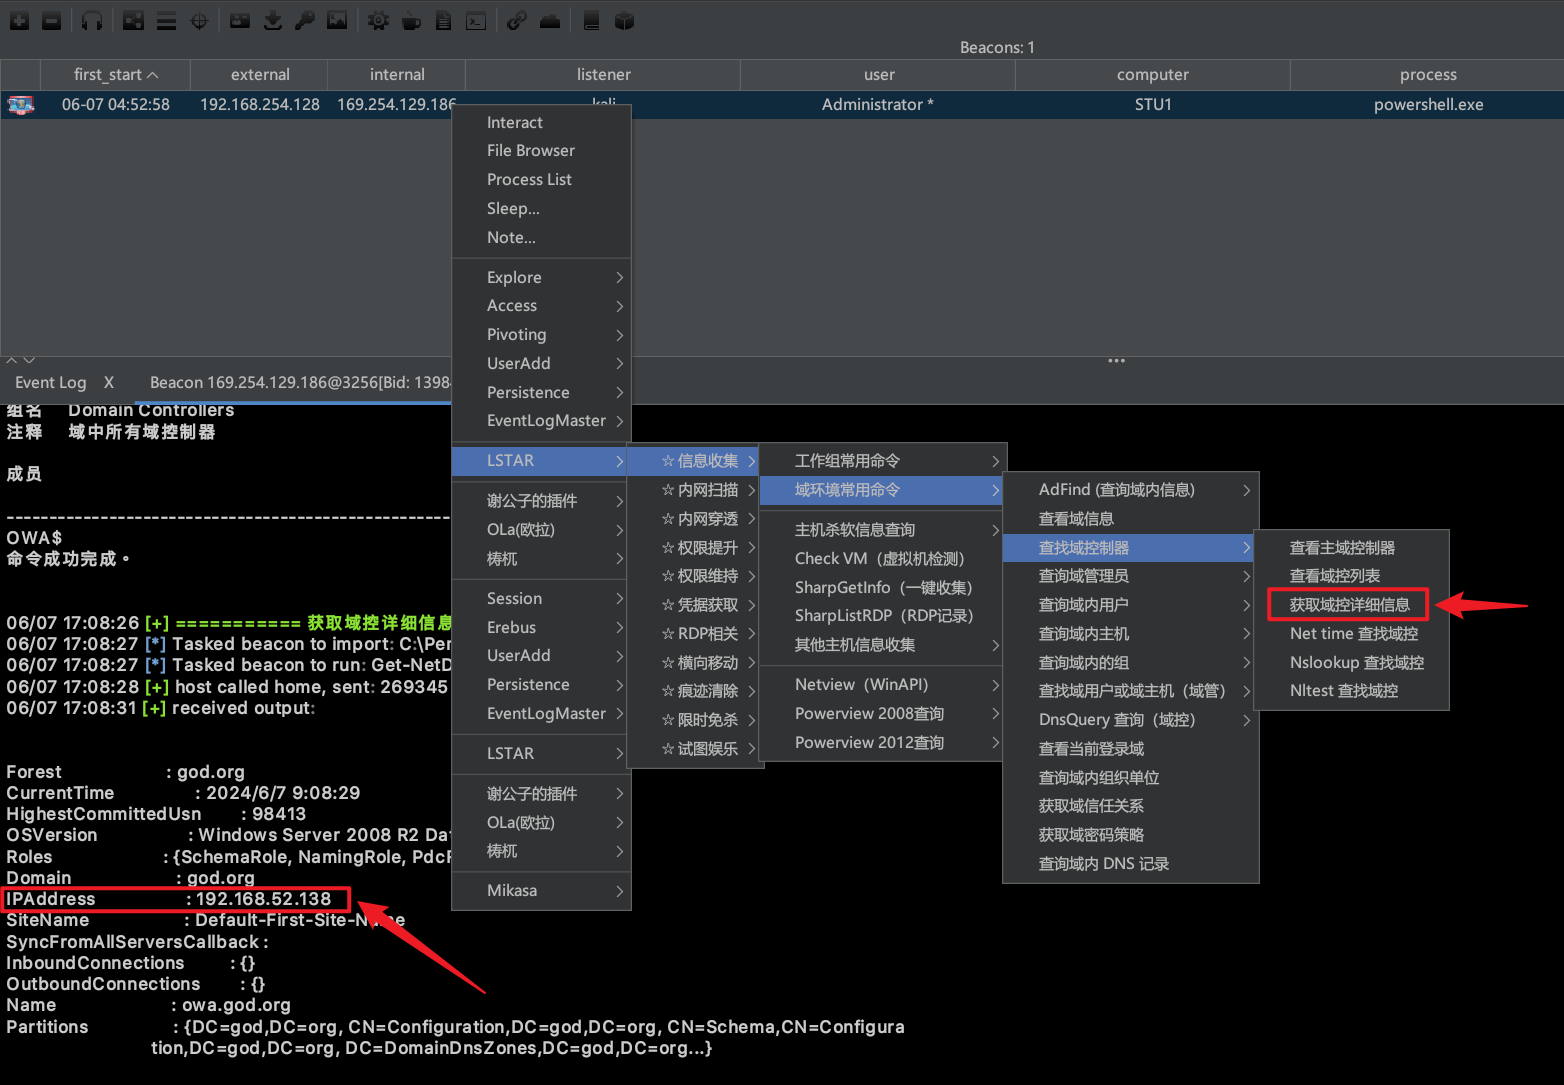 Beacons: 1
first_start external internal listener user computer process
06-07 04:52:58 192.168.254.128 169.254.129.186 kali Administrator * STU1 powershell.exe
Interact
File Browser
Process List
Sleep...
Note...
Explore
Access
Pivoting
UserAdd
Persistence
EventLogMaster
LSTAR
谢公子的插件
OLa(欧拉)
梼杌
Session
Erebus
UserAdd
Persistence
EventLogMaster
LSTAR
谢公子的插件
OLa(欧拉)
梼杌
Mikasa
☆ 信息收集
☆ 内网扫描
☆ 内网穿透
☆ 权限提升
☆ 权限维持
☆ 凭据获取
☆ RDP相关
☆ 横向移动
☆ 痕迹清除
☆ 限时免杀
☆ 试图娱乐
工作组常用命令
域环境常用命令
主机杀软信息查询
Check VM（虚拟机检测）
SharpGetInfo（一键收集）
SharpListRDP（RDP记录）
其他主机信息收集
Netview（WinAPI）
Powerview 2008查询
Powerview 2012查询
AdFind (查询域内信息)
查看域信息
查找域控制器
查询域管理员
查询域内用户
查询域内主机
查询域内的组
查找域用户或域主机（域管）
DnsQuery 查询（域控）
查看当前登录域
查询域内组织单位
获取域信任关系
获取域密码策略
查询域内 DNS 记录
查看主域控制器
查看域控列表
获取域控详细信息
Net time 查找域控
Nslookup 查找域控
Nltest 查找域控
Event Log X Beacon 169.254.129.186@3256[Bid: 1398
组名 Domain Controllers
注释 域中所有域控制器
成员
-------------------------------------------------
OWA$
命令成功完成。
06/07 17:08:26 [+] =========== 获取域控详细信息
06/07 17:08:27 [*] Tasked beacon to import: C:\Per
06/07 17:08:27 [*] Tasked beacon to run: Get-NetD
06/07 17:08:28 [+] host called home, sent: 269345
06/07 17:08:31 [+] received output:
Forest : god.org
CurrentTime : 2024/6/7 9:08:29
HighestCommittedUsn : 98413
OSVersion : Windows Server 2008 R2 Dat
Roles : {SchemaRole, NamingRole, PdcR
Domain : god.org
IPAddress : 192.168.52.138
SiteName : Default-First-Site-Name
SyncFromAllServersCallback :
InboundConnections : {}
OutboundConnections : {}
Name : owa.god.org
Partitions : {DC=god,DC=org, CN=Configuration,DC=god,DC=org, CN=Schema,CN=Configura
tion,DC=god,DC=org, DC=DomainDnsZones,DC=god,DC=org...}